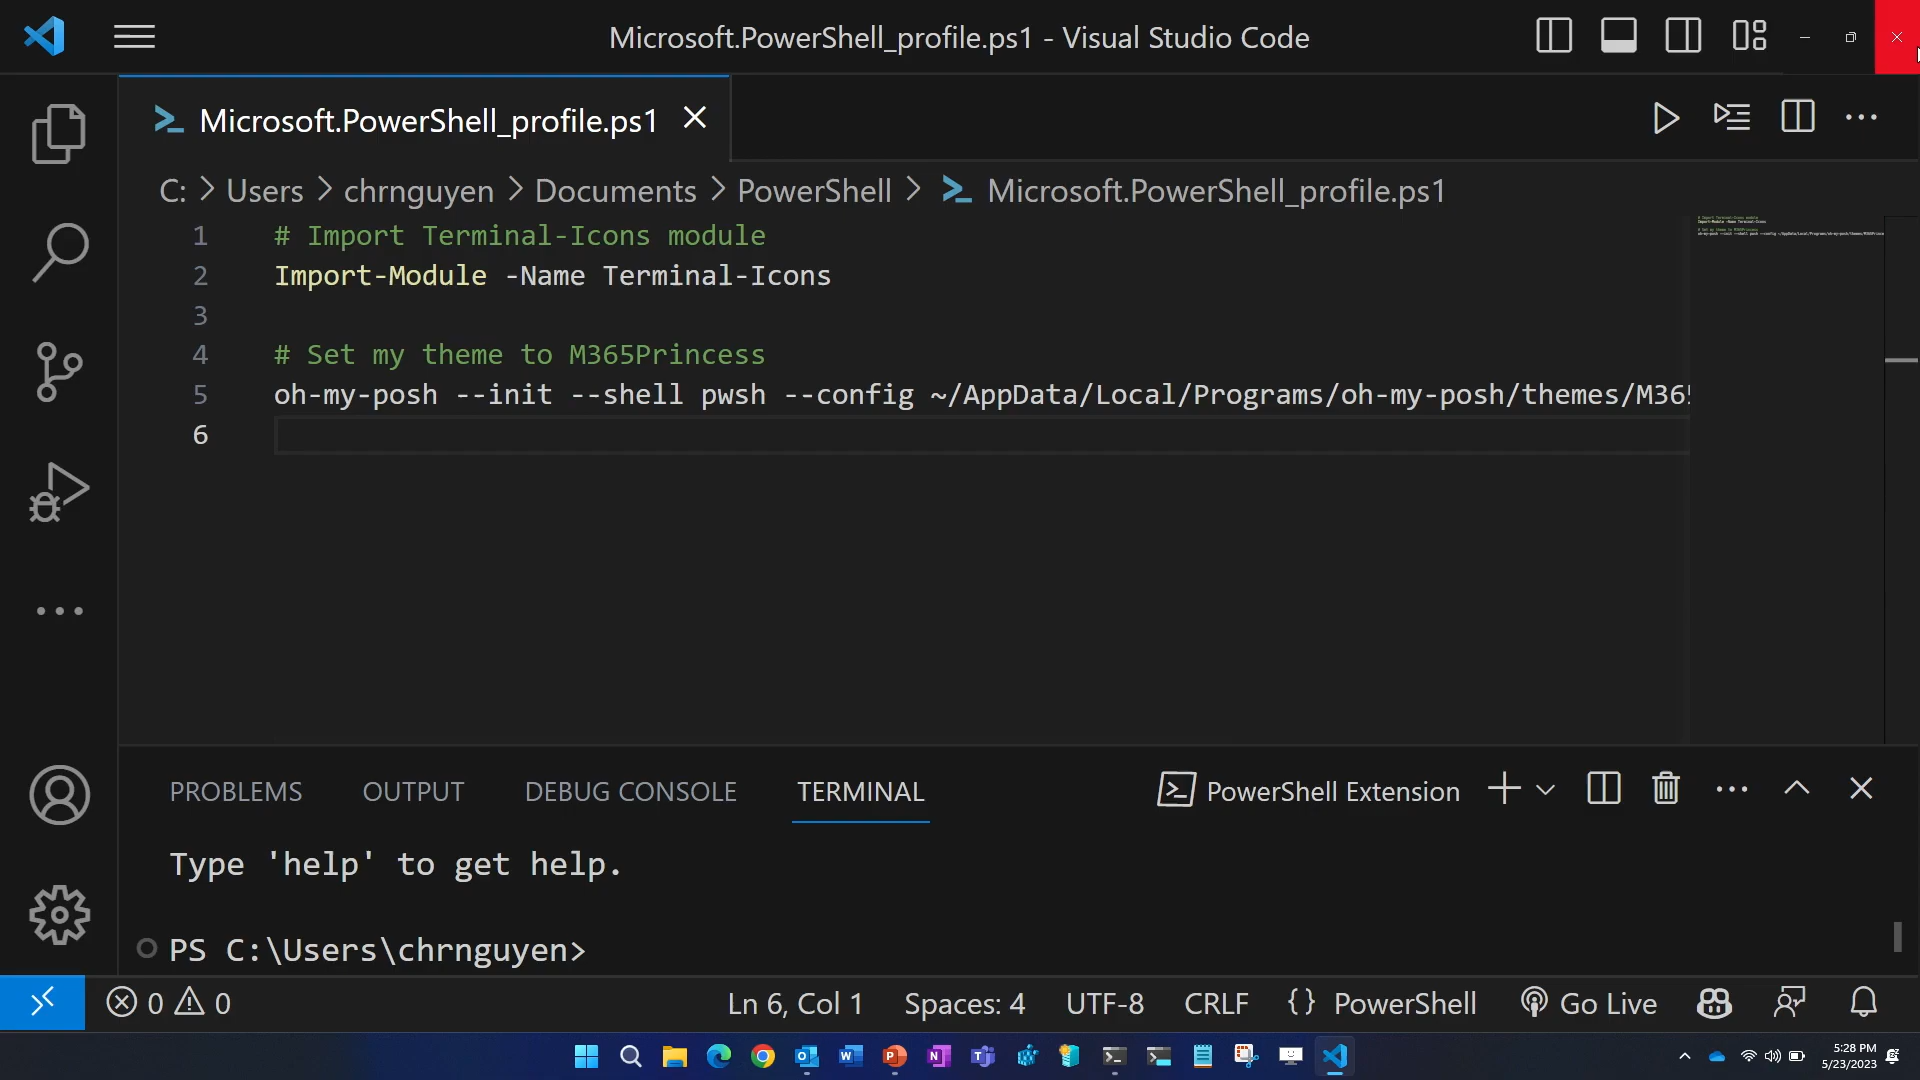 Microsoft.PowerShell_profile.ps1 - Visual Studio Code
Microsoft.PowerShell_profile.ps1
C: > Users > chrnguyen > Documents > PowerShell > Microsoft.PowerShell_profile.ps1
1 # Import Terminal-Icons module
2 Import-Module -Name Terminal-Icons
3
4 # Set my theme to M365Princess
5 oh-my-posh --init --shell pwsh --config ~/AppData/Local/Programs/oh-my-posh/themes/M365
6
PROBLEMS OUTPUT DEBUG CONSOLE TERMINAL PowerShell Extension
Type 'help' to get help.
PS C:\Users\chrnguyen>
0 0 Ln 6, Col 1 Spaces: 4 UTF-8 CRLF {} PowerShell Go Live
5:28 PM
5/23/2023